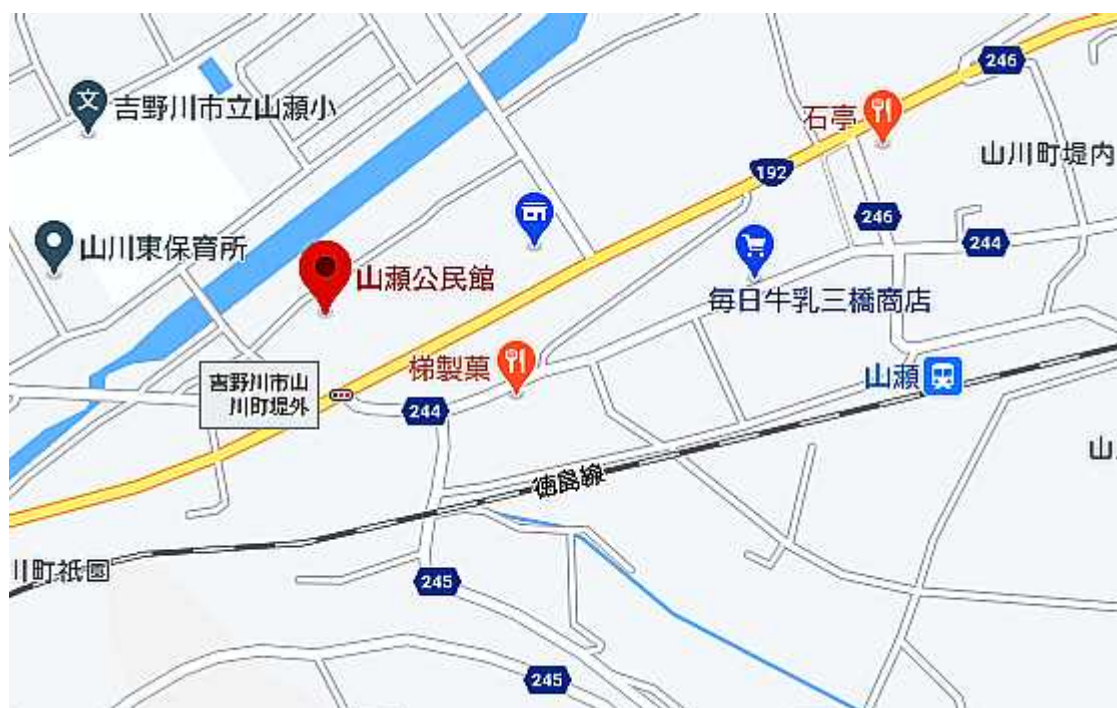 246
文
吉野川市立山瀬小
石亭
山川町堤内
192
246
244
山川東保育所
山瀬公民館
毎日牛乳三橋商店
梯製菓
山瀬
吉野川市山
川町堤外
244
山
徳島線
川町祇園
245
245